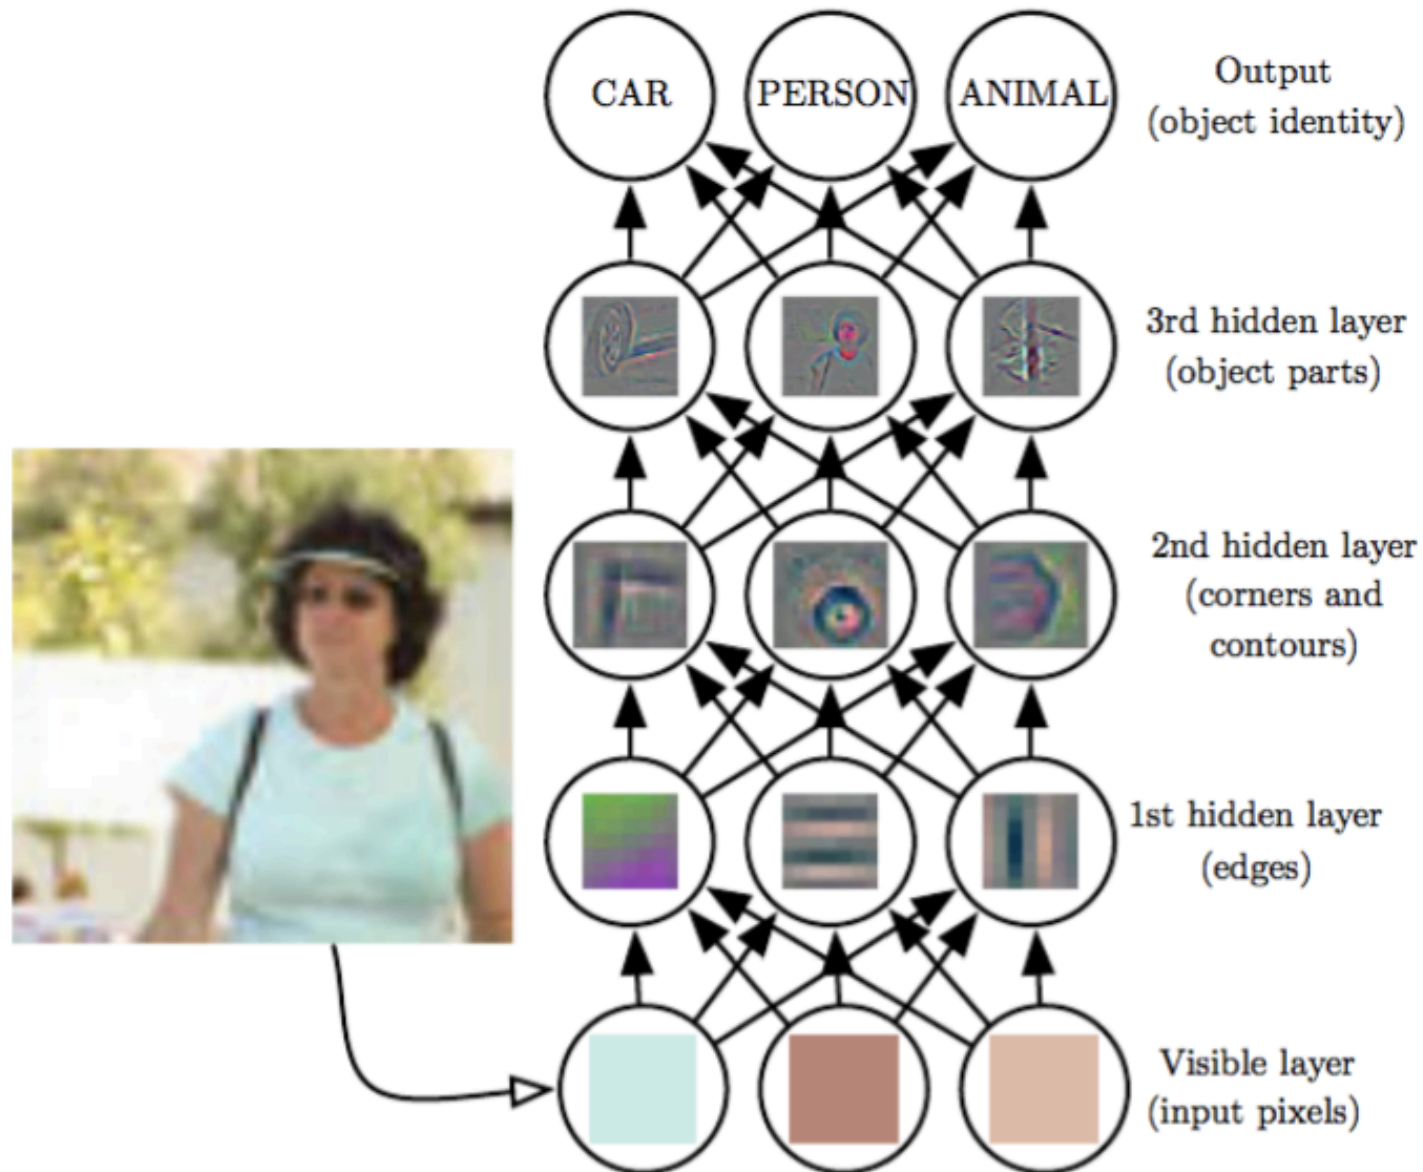 CAR
PERSON
ANIMAL
Output
(object identity)
3rd hidden layer
(object parts)
2nd hidden layer
(corners and
contours)
1st hidden layer
(edges)
Visible layer
(input pixels)